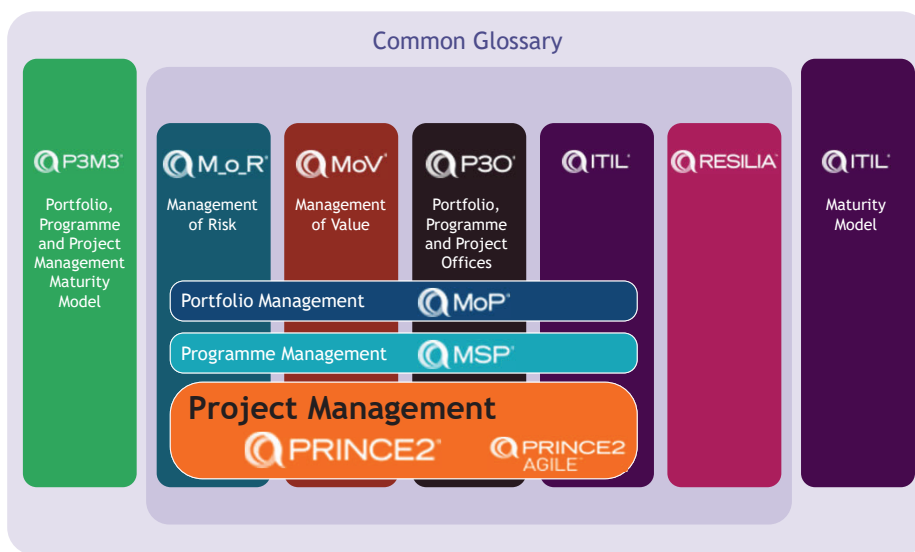 Common Glossary
P3M3®
Portfolio,
Programme
and Project
Management
Maturity
Model
M_o_R®
Management
of Risk
MoV®
Management
of Value
P3O®
Portfolio,
Programme
and Project
Offices
ITIL®
RESILIA™
ITIL®
Maturity
Model
Portfolio Management
MoP®
Programme Management
MSP®
Project Management
PRINCE2®
PRINCE2
AGILE™